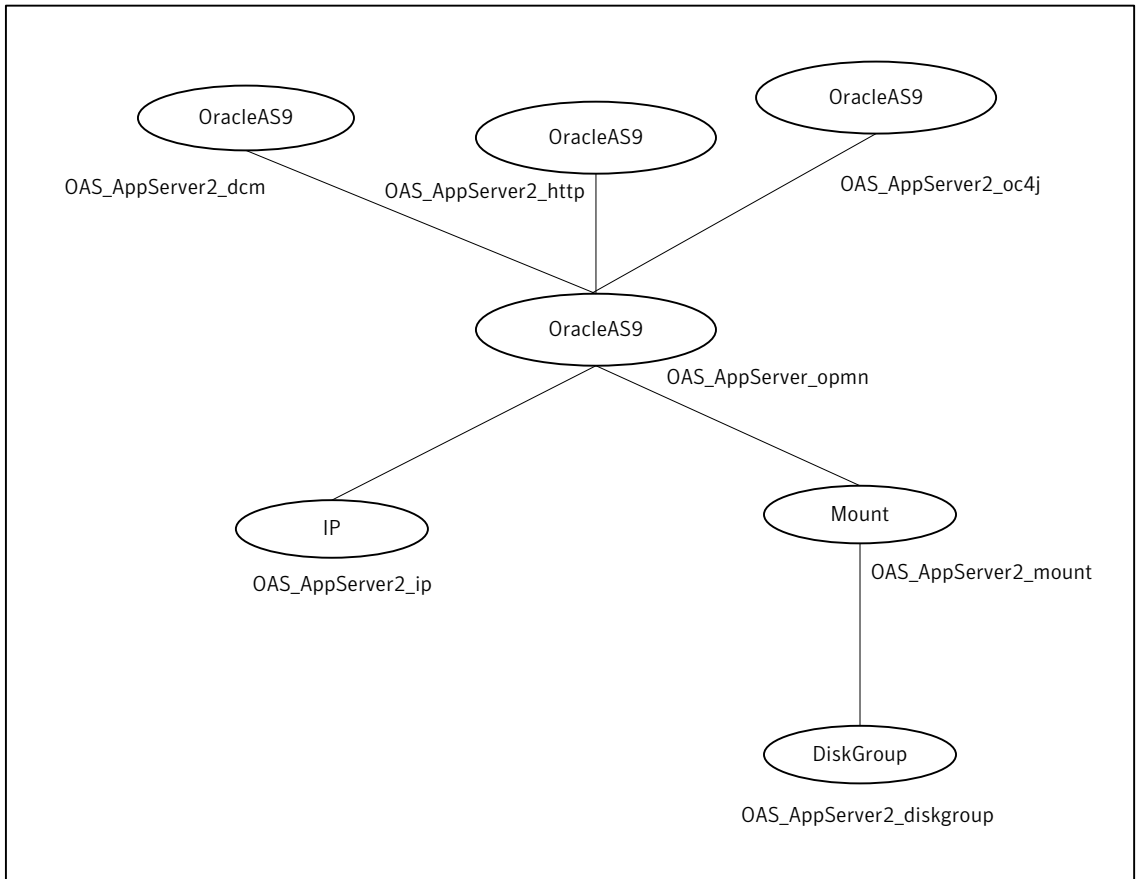 OracleAS9
OracleAS9
OracleAS9
OAS_AppServer2_dcm
OAS_AppServer2_http
OAS_AppServer2_oc4j
OracleAS9
OAS_AppServer_opmn
IP
Mount
OAS_AppServer2_ip
OAS_AppServer2_mount
DiskGroup
OAS_AppServer2_diskgroup